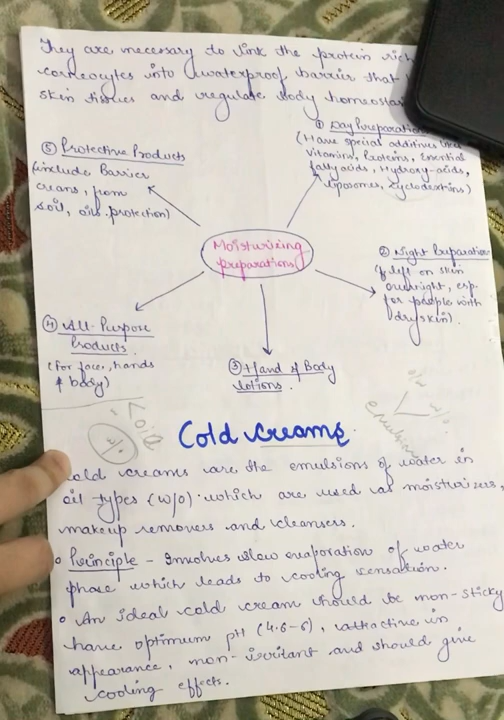 They are necessary to link the protein rich
corneocytes into waterproof barrier that
skin tissues and regulate body homeostas
① Day Preparation
(Have special additives like
Vitamins, Proteins, Essential
fatty acids, Hydroxy-acids,
liposomes, cyclodextrins)
⑤ Protective Products
(include Barrier
creams, from
soil, oils protection)
Moisturizing
preparations
② Night Preparation
(If left on skin
overnight, esp.
for people with
dry skin).
④ All-Purpose
Products.
(For face, hands
& body)
③ Hand & Body
lotions.
o/w
w/o.
emulsion
Cold Creams
old creams are the emulsions of water in
oil types (w/o). which are used as moisturizers,
makeup removers and cleansers.
Principle - Involves slow evaporation of water
phase which leads to cooling sensation.
An ideal cold cream should be non-sticky
have optimum pH (4.6-6), attractive in
appearance, non-irritant and should give
cooling effects.